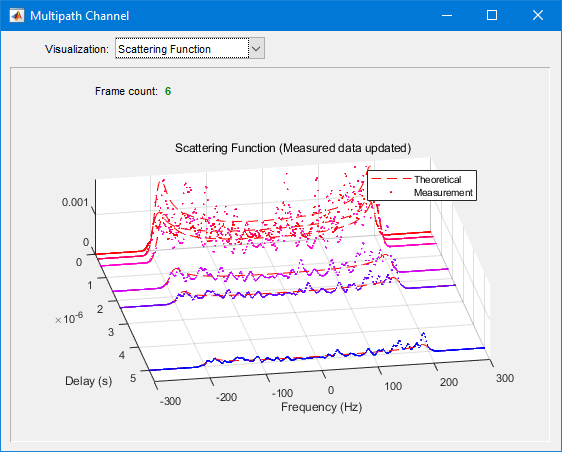 Multipath Channel
Visualization: Scattering Function
Frame count: 6
Scattering Function (Measured data updated)
Theoretical
Measurement
0.001
0
0
1
2
3
×10-6
4
5
Delay (s)
-300
-200
-100
0
100
200
300
Frequency (Hz)